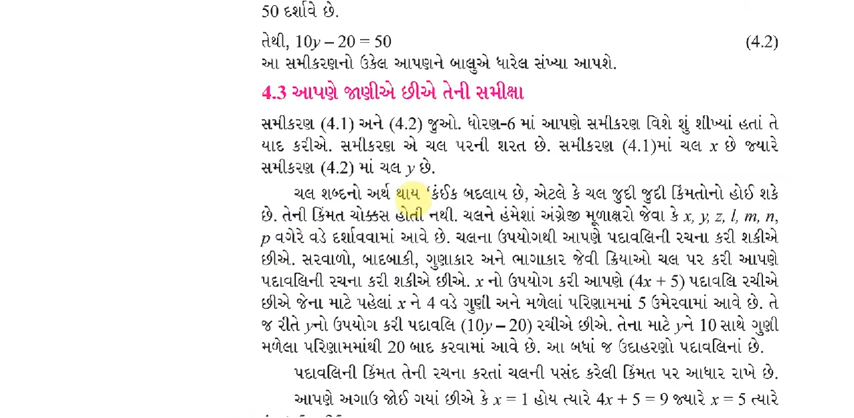 50 દર્શાવે છે.
તેથી, 10y – 20 = 50 (4.2)
આ સમીકરણનો ઉકેલ આપણને બાલુએ ધારેલ સંખ્યા આપશે.
4.3 આપણે જાણીએ છીએ તેની સમીક્ષા
સમીકરણ (4.1) અને (4.2) જુઓ. ધોરણ-6 માં આપણે સમીકરણ વિશે શું શીખ્યાં હતાં તે
યાદ કરીએ. સમીકરણ એ ચલ પરની શરત છે. સમીકરણ (4.1)માં ચલ x છે જ્યારે
સમીકરણ (4.2) માં ચલ y છે.
ચલ શબ્દનો અર્થ થાય ‘કંઈક બદલાય છે, એટલે કે ચલ જુદી જુદી કિંમતોનો હોઈ શકે
છે. તેની કિંમત ચોક્કસ હોતી નથી. ચલને હંમેશાં અંગ્રેજી મૂળાક્ષરો જેવા કે x, y, z, l, m, n,
p વગેરે વડે દર્શાવવામાં આવે છે. ચલના ઉપયોગથી આપણે પદાવલિની રચના કરી શકીએ
છીએ. સરવાળો, બાદબાકી, ગુણાકાર અને ભાગાકાર જેવી ક્રિયાઓ ચલ પર કરી આપણે
પદાવલિની રચના કરી શકીએ છીએ. x નો ઉપયોગ કરી આપણે (4x + 5) પદાવલિ રચીએ
છીએ જેના માટે પહેલાં x ને 4 વડે ગુણી અને મળેલાં પરિણામમાં 5 ઉમેરવામાં આવે છે. તે
જ રીતે yનો ઉપયોગ કરી પદાવલિ (10y – 20) રચીએ છીએ. તેના માટે yને 10 સાથે ગુણી
મળેલા પરિણામમાંથી 20 બાદ કરવામાં આવે છે. આ બધાં જ ઉદાહરણો પદાવલિનાં છે.
પદાવલિની કિંમત તેની રચના કરતાં ચલની પસંદ કરેલી કિંમત પર આધાર રાખે છે.
આપણે અગાઉ જોઈ ગયાં છીએ કે x = 1 હોય ત્યારે 4x + 5 = 9 જ્યારે x = 5 ત્યારે